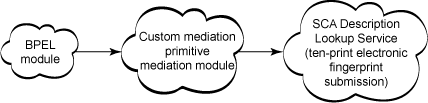 BPEL
module
Custom mediation
primitive
mediation module
SCA Description
Lookup Service
(ten-print electronic
fingerprint
submission)